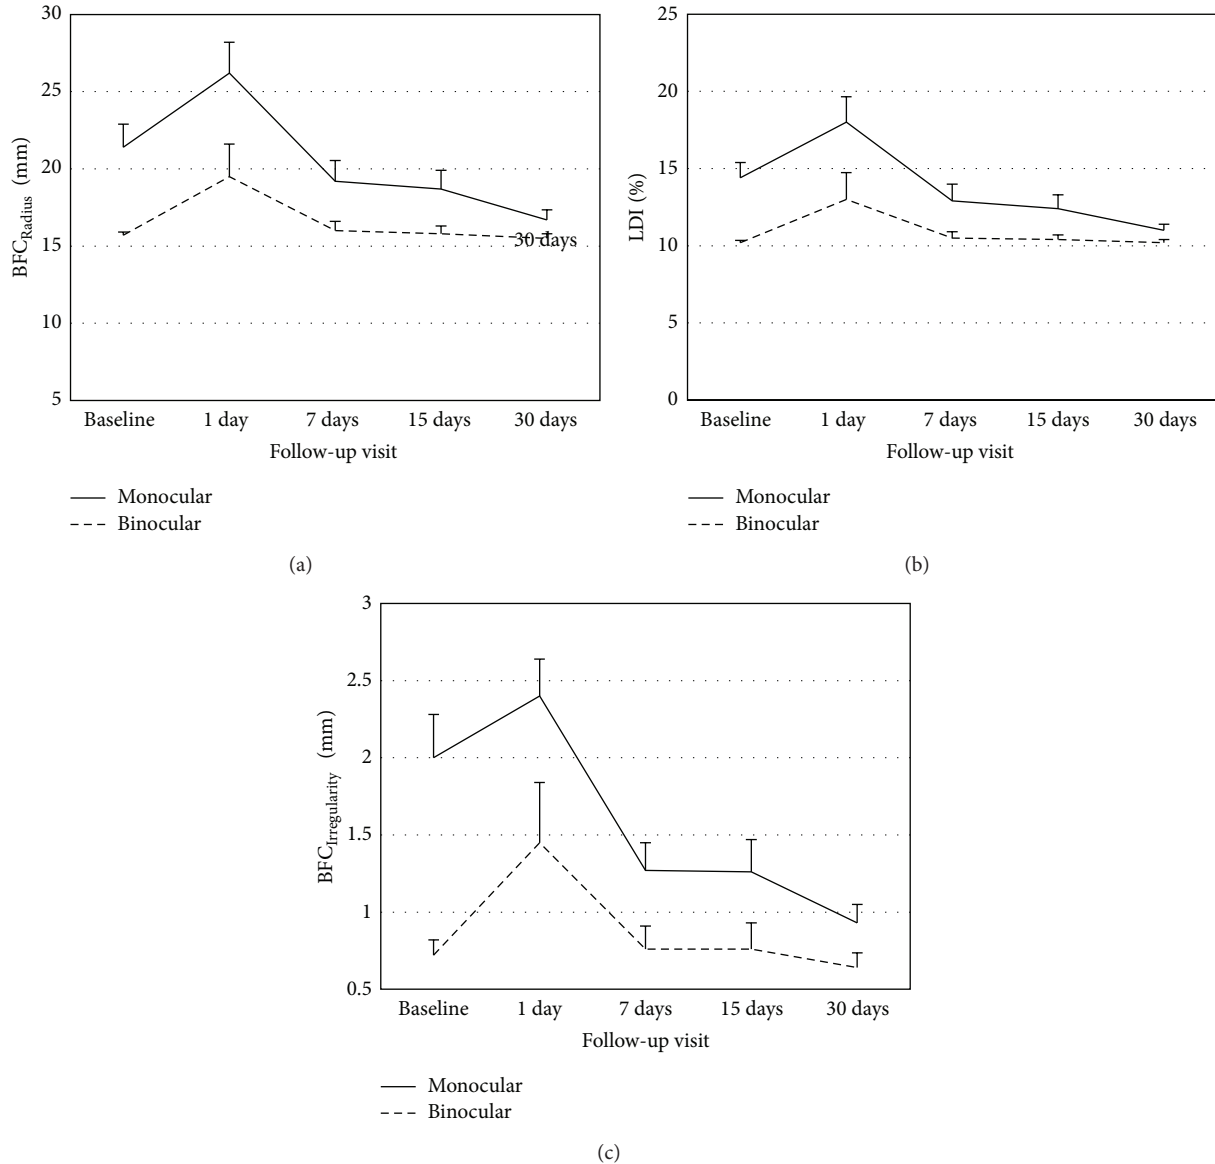 30
25
20
15
10
5
BFC_Radius (mm)
30 days
Baseline 1 day 7 days 15 days 30 days
Follow-up visit
Monocular
Binocular
(a)
25
20
15
10
5
0
LDI (%)
Baseline 1 day 7 days 15 days 30 days
Follow-up visit
Monocular
Binocular
(b)
3
2.5
2
1.5
1
0.5
BFC_Irregularity (mm)
Baseline 1 day 7 days 15 days 30 days
Follow-up visit
Monocular
Binocular
(c)